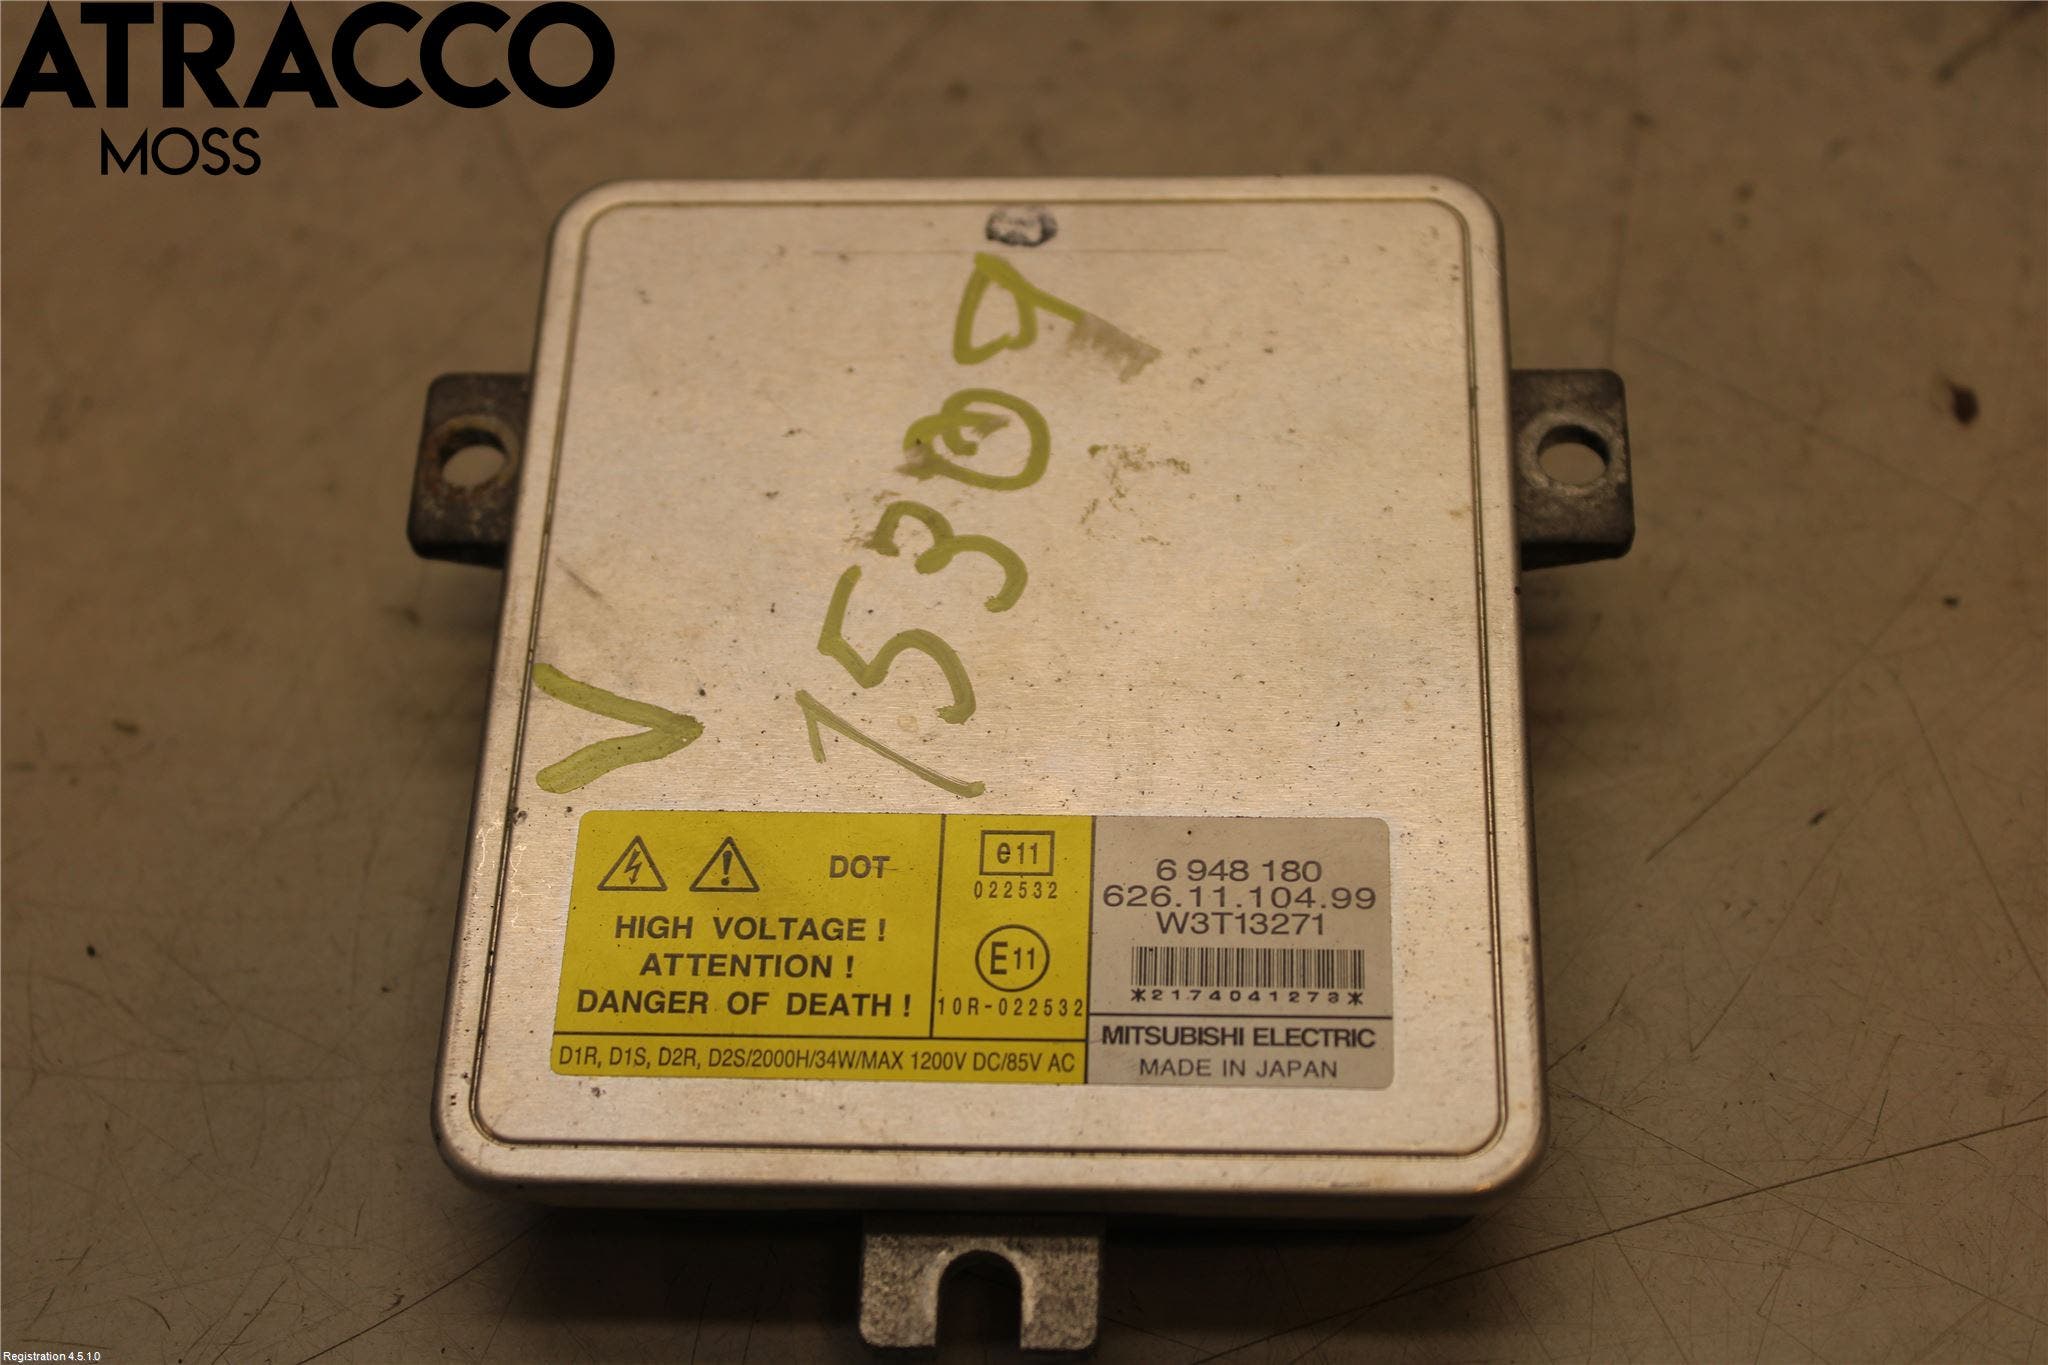 ATRACCO
MOSS
15309
V
DOT
HIGH VOLTAGE !
ATTENTION !
DANGER OF DEATH !
e11
022532
E11
10R-022532
D1R, D1S, D2R, D2S/2000H/34W/MAX 1200V DC/85V AC
6 948 180
626.11.104.99
W3T13271
*2174041273*
MITSUBISHI ELECTRIC
MADE IN JAPAN
Registration 4.5.1.0